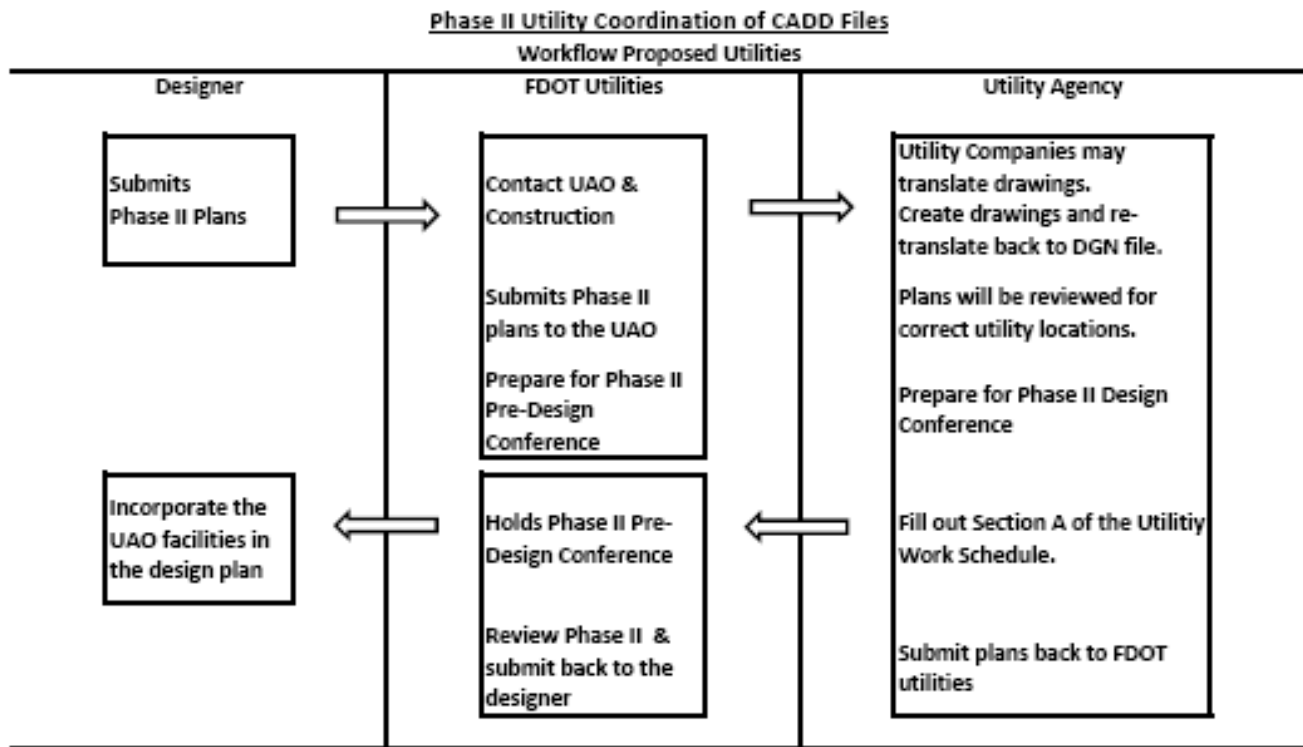 Phase II Utility Coordination of CADD Files
Workflow Proposed Utilities
Designer
FDOT Utilities
Utility Agency
Submits
Phase II Plans
Contact UAO &
Construction
Submits Phase II
plans to the UAO
Prepare for Phase II
Pre-Design
Conference
Utility Companies may
translate drawings.
Create drawings and re-
translate back to DGN file.
Plans will be reviewed for
correct utility locations.
Prepare for Phase II Design
Conference
Fill out Section A of the Utilitiy
Work Schedule.
Submit plans back to FDOT
utilities
Holds Phase II Pre-
Design Conference
Review Phase II &
submit back to the
designer
Incorporate the
UAO facilities in
the design plan